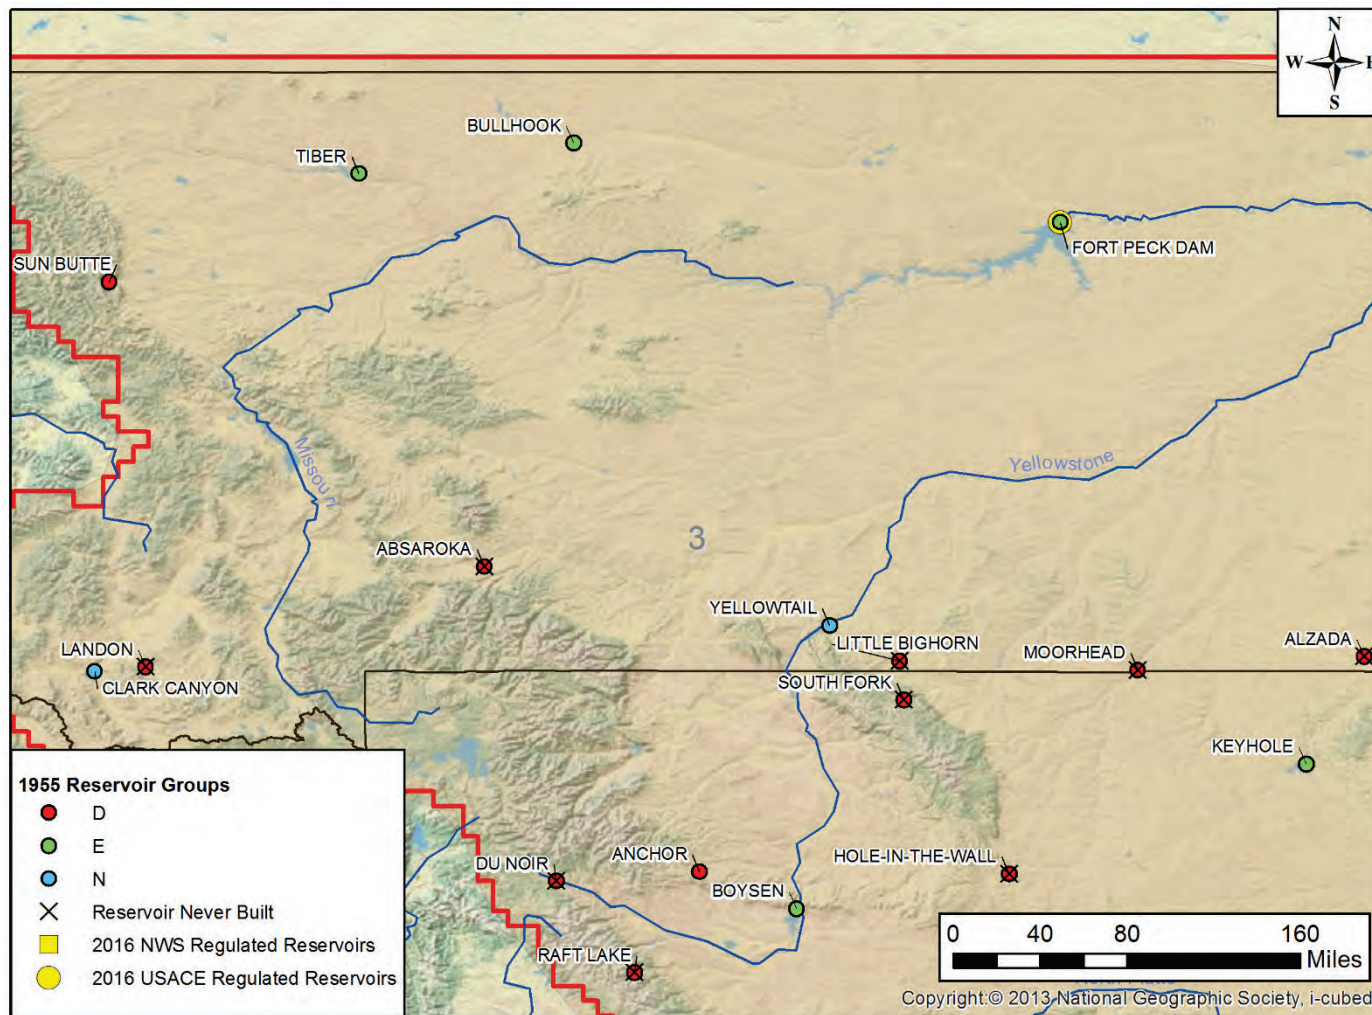 N
W E
S
BULLHOOK
TIBER
SUN BUTTE
FORT PECK DAM
Missouri
Yellowstone
3
ABSAROKA
YELLOWTAIL
LITTLE BIGHORN
LANDON
MOORHEAD
ALZADA
CLARK CANYON
SOUTH FORK
KEYHOLE
1955 Reservoir Groups
D
E
N
Reservoir Never Built
2016 NWS Regulated Reservoirs
2016 USACE Regulated Reservoirs
DU NOIR
ANCHOR
BOYSEN
HOLE-IN-THE-WALL
RAFT LAKE
0 40 80 160
Miles
Copyright:© 2013 National Geographic Society, i-cubed